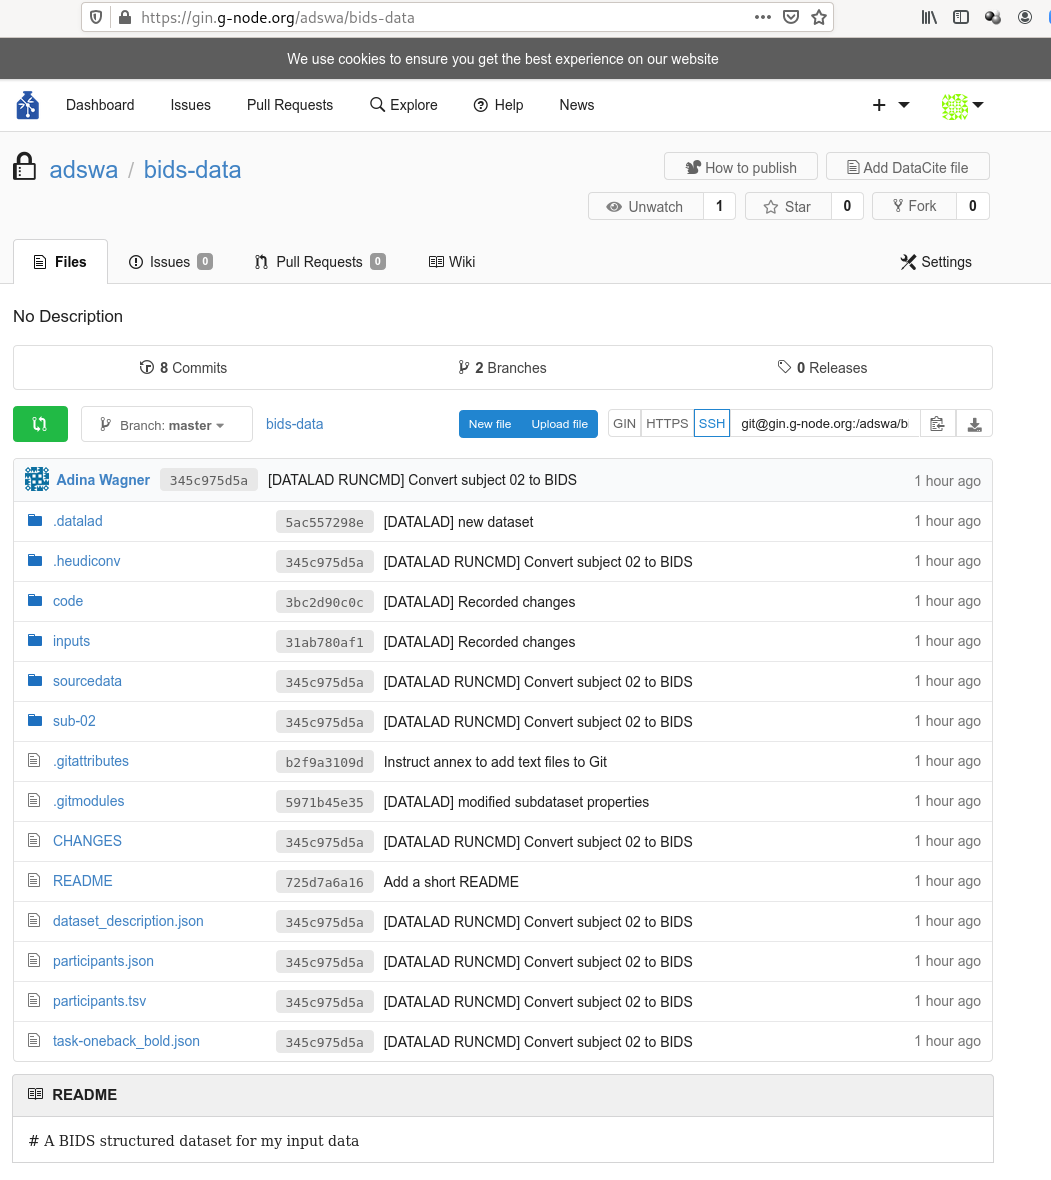 https://gin.g-node.org/adswa/bids-data
We use cookies to ensure you get the best experience on our website
Dashboard Issues Pull Requests Explore Help News
adswa / bids-data
How to publish Add DataCite file
Unwatch 1 Star 0 Fork 0
Files Issues 0 Pull Requests 0 Wiki Settings
No Description
8 Commits 2 Branches 0 Releases
Branch: master bids-data New file Upload file GIN HTTPS SSH git@gin.g-node.org:/adswa/b
Adina Wagner 345c975d5a [DATALAD RUNCMD] Convert subject 02 to BIDS 1 hour ago
.datalad 5ac557298e [DATALAD] new dataset 1 hour ago
.heudiconv 345c975d5a [DATALAD RUNCMD] Convert subject 02 to BIDS 1 hour ago
code 3bc2d90c0c [DATALAD] Recorded changes 1 hour ago
inputs 31ab780af1 [DATALAD] Recorded changes 1 hour ago
sourcedata 345c975d5a [DATALAD RUNCMD] Convert subject 02 to BIDS 1 hour ago
sub-02 345c975d5a [DATALAD RUNCMD] Convert subject 02 to BIDS 1 hour ago
.gitattributes b2f9a3109d Instruct annex to add text files to Git 1 hour ago
.gitmodules 5971b45e35 [DATALAD] modified subdataset properties 1 hour ago
CHANGES 345c975d5a [DATALAD RUNCMD] Convert subject 02 to BIDS 1 hour ago
README 725d7a6a16 Add a short README 1 hour ago
dataset_description.json 345c975d5a [DATALAD RUNCMD] Convert subject 02 to BIDS 1 hour ago
participants.json 345c975d5a [DATALAD RUNCMD] Convert subject 02 to BIDS 1 hour ago
participants.tsv 345c975d5a [DATALAD RUNCMD] Convert subject 02 to BIDS 1 hour ago
task-oneback_bold.json 345c975d5a [DATALAD RUNCMD] Convert subject 02 to BIDS 1 hour ago
README
# A BIDS structured dataset for my input data